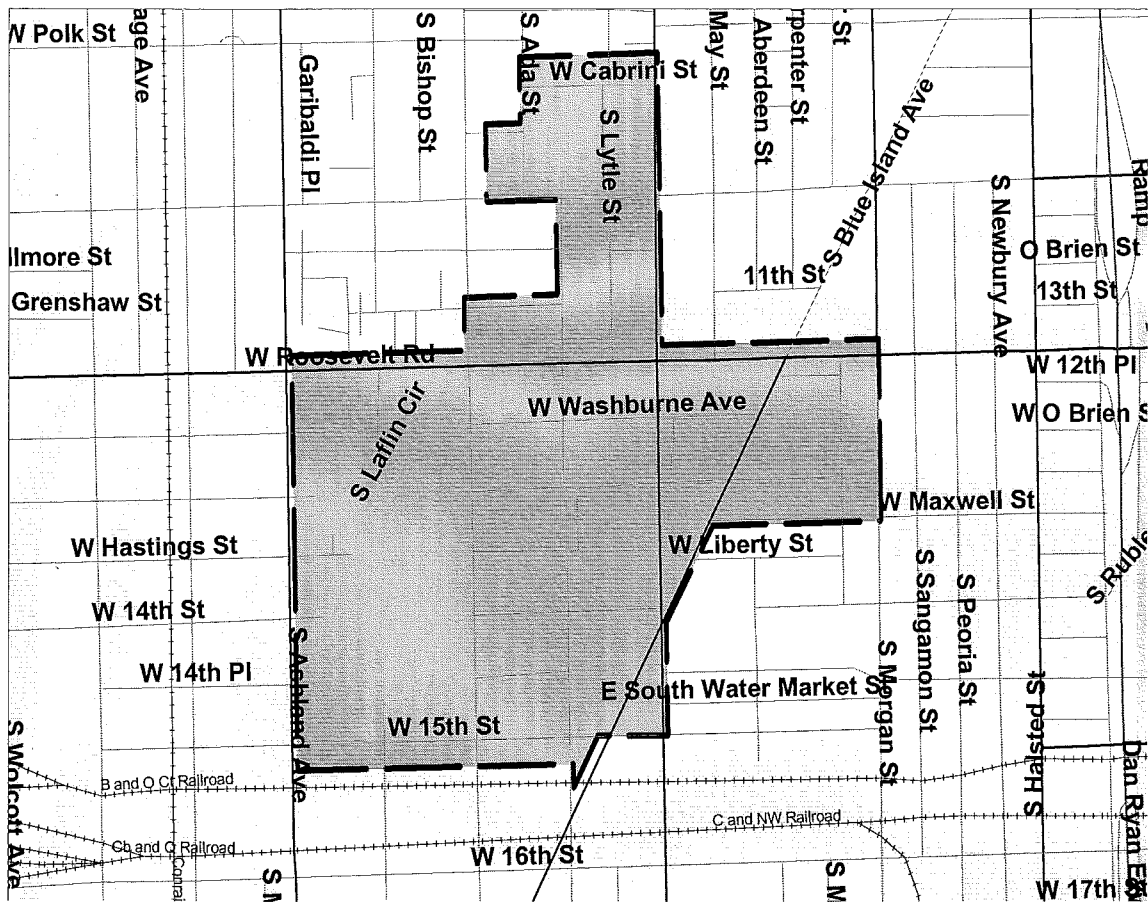 W Polk St
age Ave
Garibaldi Pl
S Bishop St
S Ada St
W Cabrini St
S Lytle St
May St
Aberdeen St
rpenter St
St
S Blue Island Ave
S Newbury Ave
Ramp
O Brien St
11th St
13th St
llmore St
Grenshaw St
W Roosevelt Rd
W 12th Pl
S Laflin Cir
W Washburne Ave
W O Brien S
W Maxwell St
W Hastings St
W Liberty St
W 14th St
S Ruble
S Sangamon St
S Peoria St
W 14th Pl
S Ashland Ave
E South Water Market St
S Morgan St
W 15th St
S Halsted St
S Wolcott Ave
B and O Ct Railroad
Dan Ryan E
C and NW Railroad
Cb and Q Railroad
W 16th St
Conrai
S M
S M
W 17th St